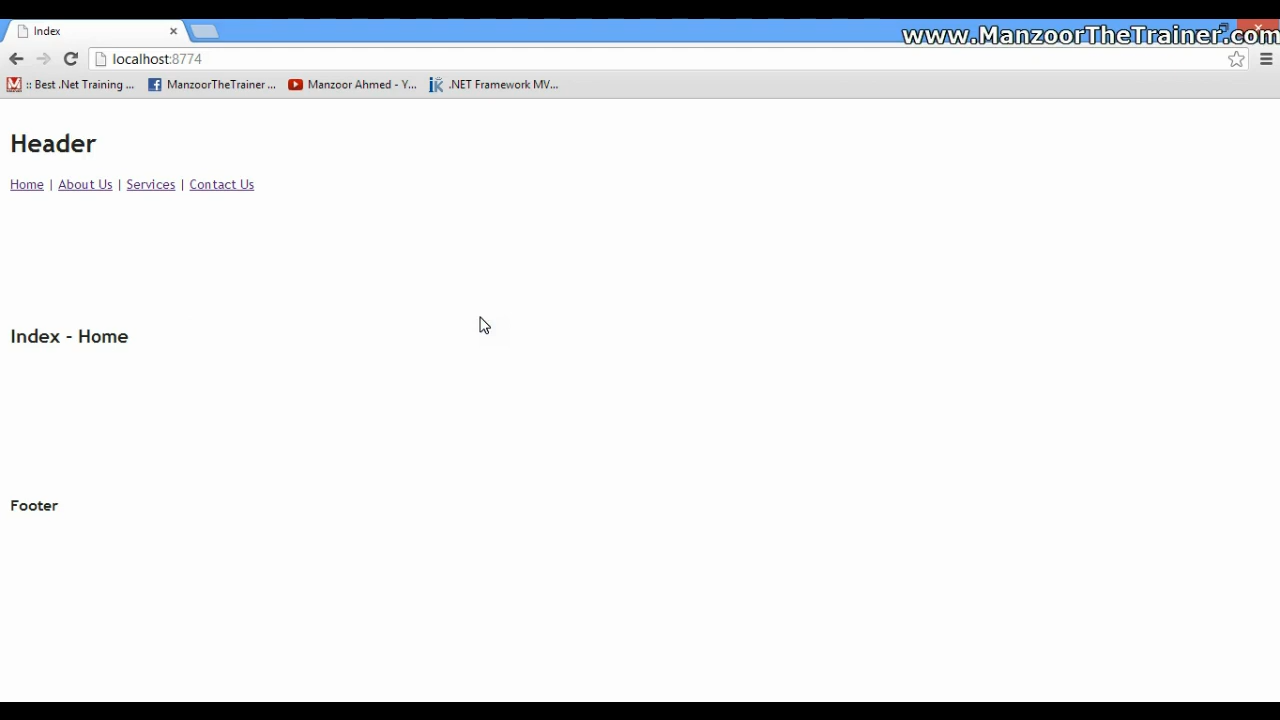 Index
www.ManzoorTheTrainer.com
localhost:8774
:: Best .Net Training ... ManzoorTheTrainer ... Manzoor Ahmed - Y... .NET Framework MV...
Header
Home | About Us | Services | Contact Us
Index - Home
Footer